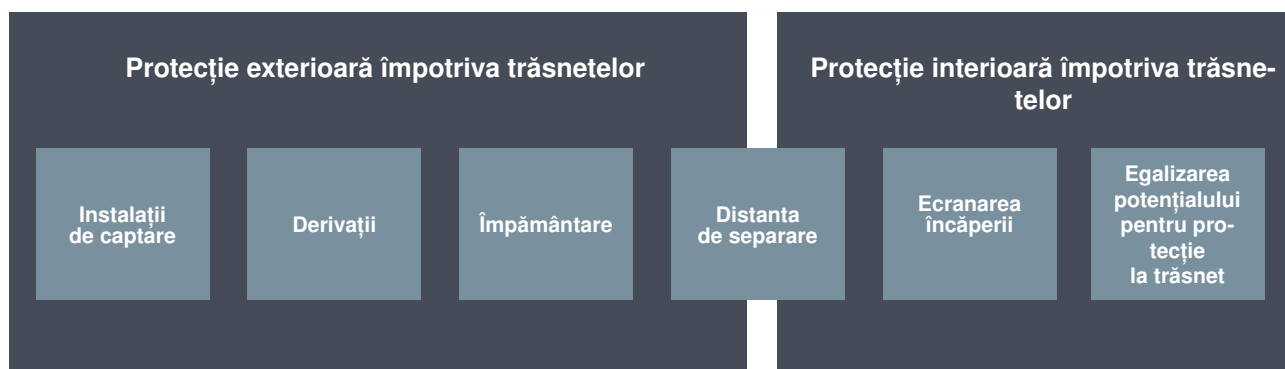 Protecție exterioară împotriva trăsnetelor
Protecție interioară împotriva trăsne-
telor
Instalații
de captare
Derivații
Împământare
Distanta
de separare
Ecranarea
încăperii
Egalizarea
potențialului
pentru pro-
tecție
la trăsnet